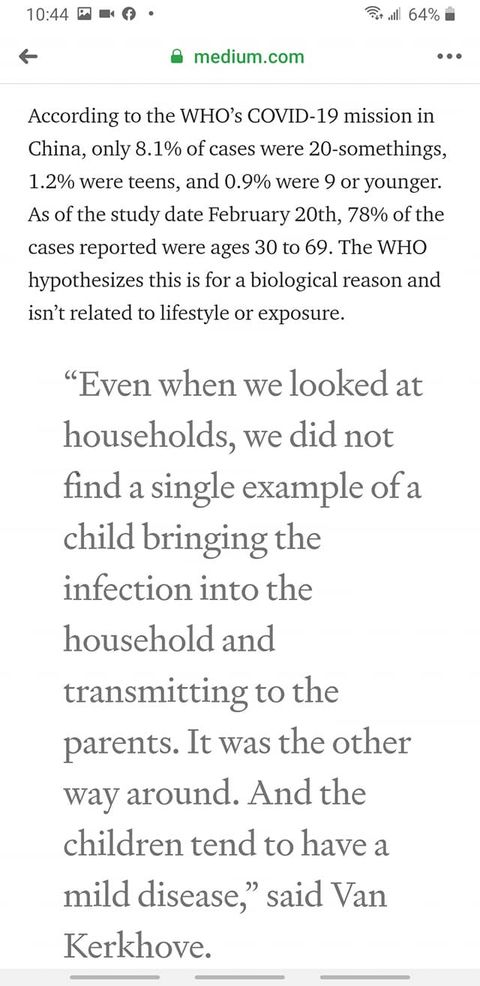 10:44
64%
medium.com
According to the WHO’s COVID-19 mission in
China, only 8.1% of cases were 20-somethings,
1.2% were teens, and 0.9% were 9 or younger.
As of the study date February 20th, 78% of the
cases reported were ages 30 to 69. The WHO
hypothesizes this is for a biological reason and
isn’t related to lifestyle or exposure.
“Even when we looked at
households, we did not
find a single example of a
child bringing the
infection into the
household and
transmitting to the
parents. It was the other
way around. And the
children tend to have a
mild disease,” said Van
Kerkhove.